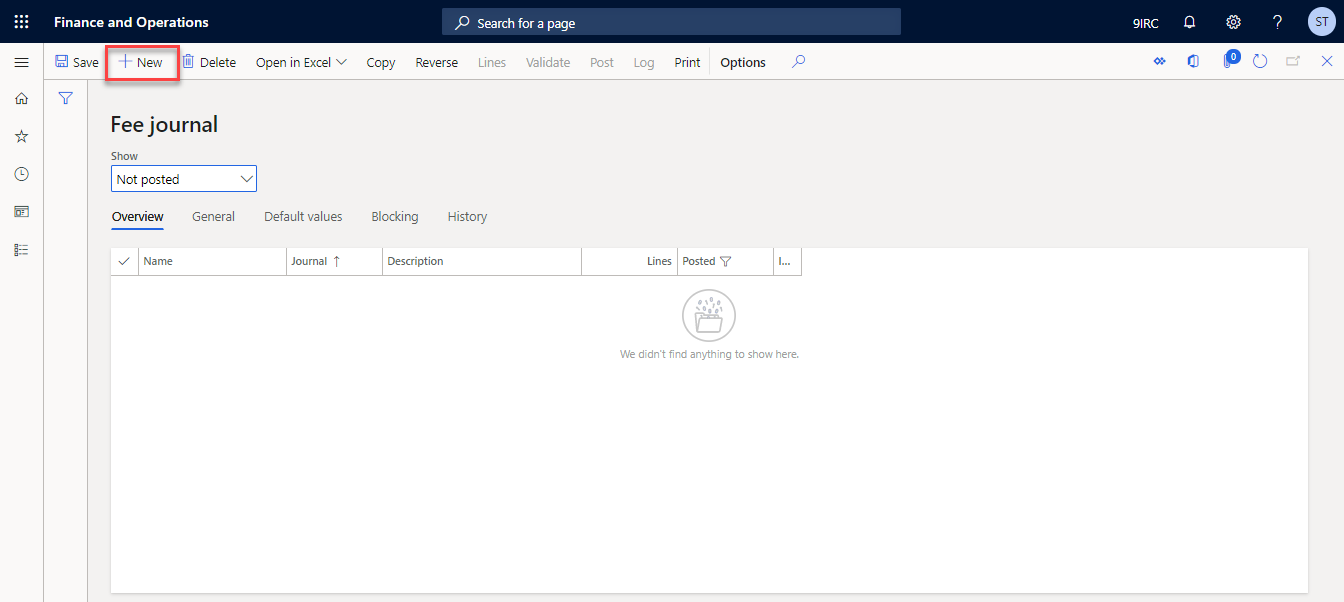 Finance and Operations Search for a page 9IRC ? ST
Save New Delete Open in Excel Copy Reverse Lines Validate Post Log Print Options 0
Fee journal
Show
Not posted
Overview General Default values Blocking History
Name Journal Description Lines Posted I...
We didn't find anything to show here.